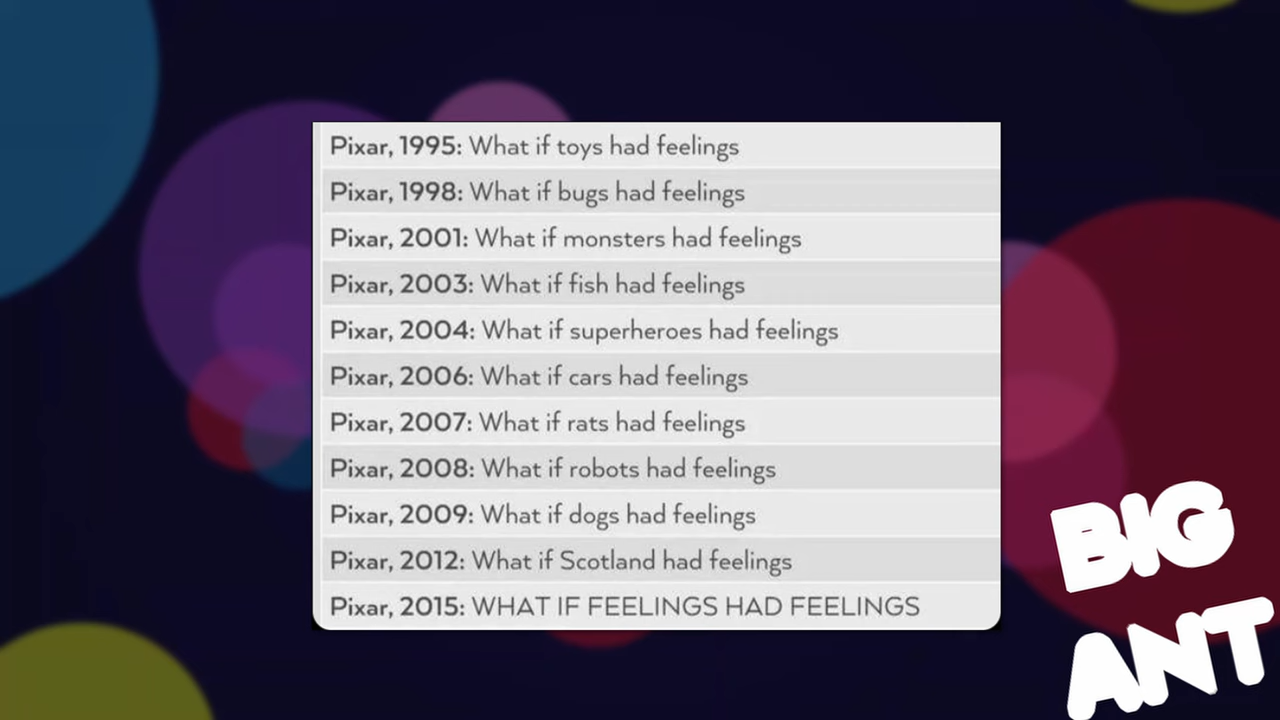 Pixar, 1995: What if toys had feelings
Pixar, 1998: What if bugs had feelings
Pixar, 2001: What if monsters had feelings
Pixar, 2003: What if fish had feelings
Pixar, 2004: What if superheroes had feelings
Pixar, 2006: What if cars had feelings
Pixar, 2007: What if rats had feelings
Pixar, 2008: What if robots had feelings
Pixar, 2009: What if dogs had feelings
Pixar, 2012: What if Scotland had feelings
Pixar, 2015: WHAT IF FEELINGS HAD FEELINGS
BIG
ANT